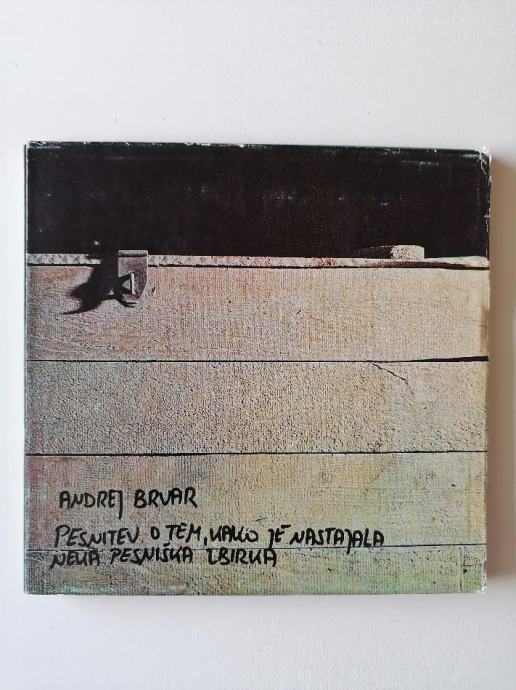 ANDREJ BRVAR
PESNITEV O TEM, KAKO JE NASTAJALA
NEKA PESNIŠKA ZBIRKA